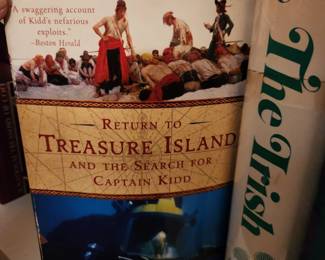 A swaggering account
of Kidd's nefarious
exploits."
–Boston Herald
RETURN TO
TREASURE ISLAND
AND THE SEARCH FOR
CAPTAIN KIDD
The Irish